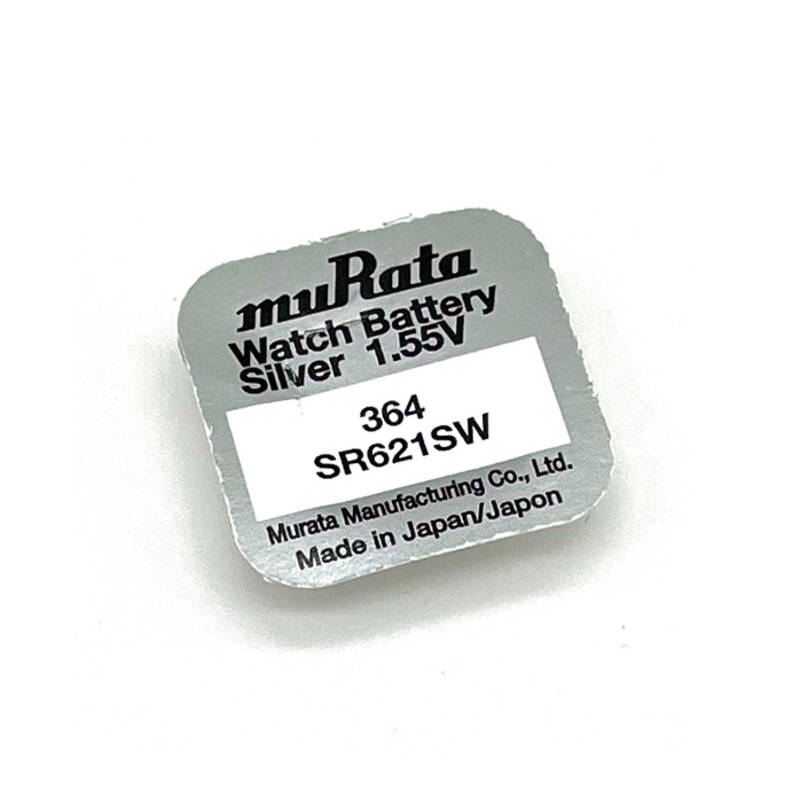 muRata
Watch Battery
Silver 1.55V
364
SR621SW
Murata Manufacturing Co., Ltd.
Made in Japan/Japon